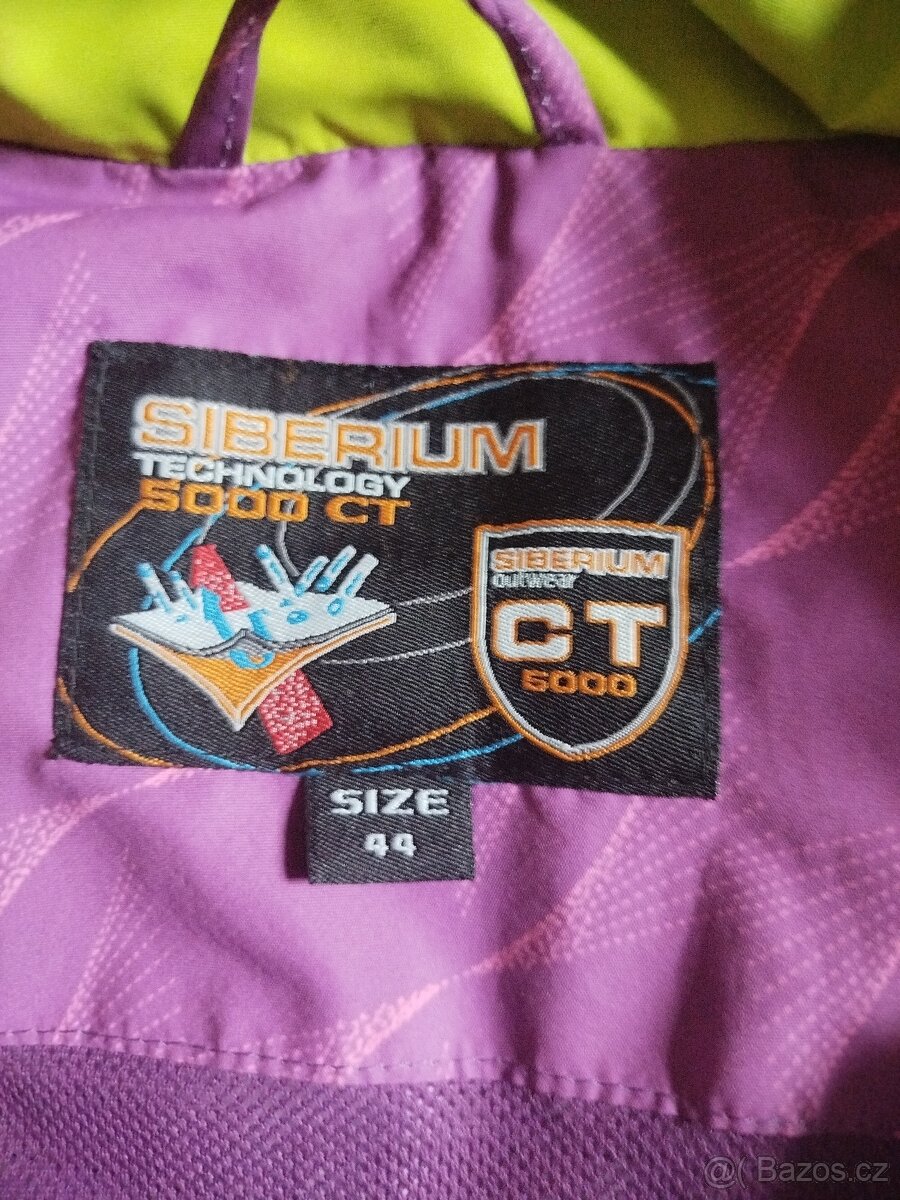 SIBERIUM
TECHNOLOGY
5000 CT
SIBERIUM
outwear
CT
5000
SIZE
44
@( Bazos.cz